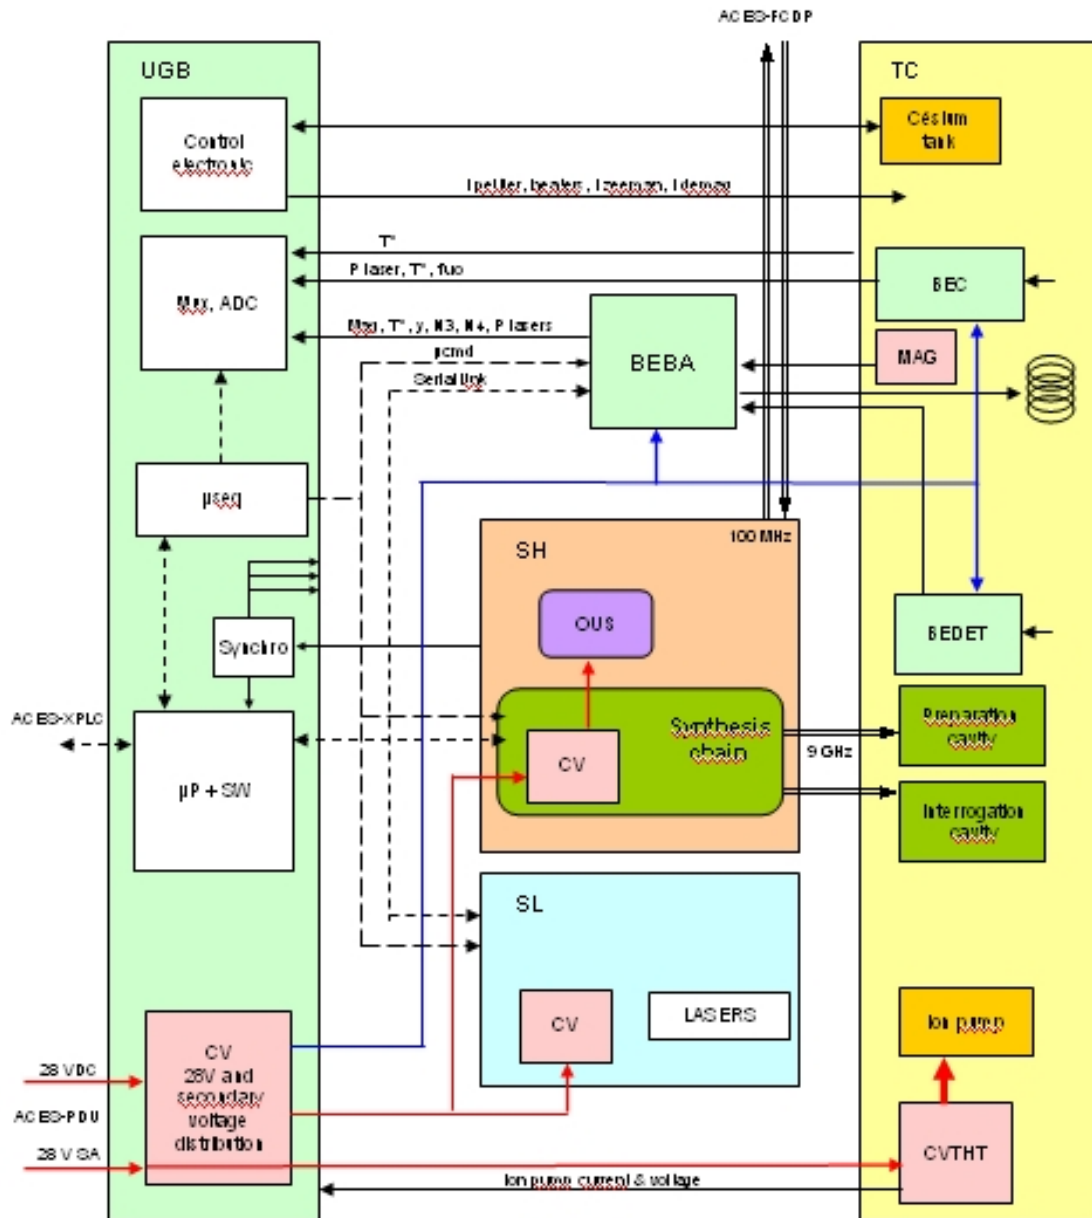 ACES-FCDP
UGB
TC
Control
electronic
Césium
tank
I peltier, heaters, I zeeman, I demag
T°
P laser, T°, fluo
Mux, ADC
BEC
Mag, T°, γ, N3, N4, P lasers
µcmd
Serial link
BEBA
MAG
µseq
100 MHz
SH
OUS
BEDET
Synchro
ACES-XPLC
µP + SW
Synthesis
chain
CV
9 GHz
Preparation
cavity
Interrogation
cavity
SL
CV
LASERS
Ion pump
28 VDC
CV
28V and
secondary
voltage
distribution
ACES-PDU
28 V SA
CVTHT
Ion pump current & voltage